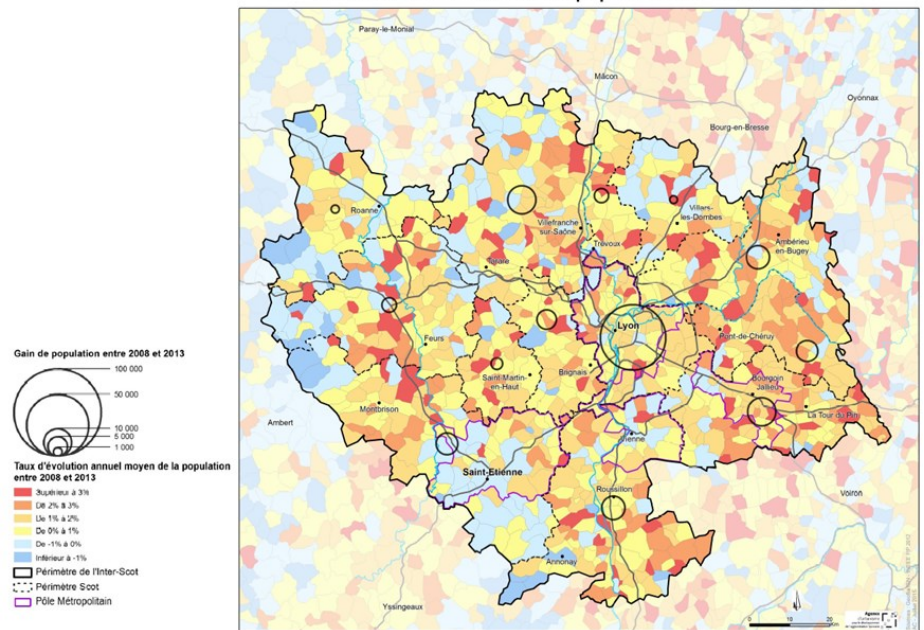 Paray-le-Monial
Mâcon
Oyonnax
Bourg-en-Bresse
Roanne
Villars-
les-Dombes
Villefranche
sur-Saône
Ambérieu
en-Bugey
Trévoux
Tarare
Lyon
Pont-de-Chéruy
Feurs
Gain de population entre 2008 et 2013
100 000
50 000
10 000
5 000
1 000
Saint-Martin-
en-Haut
Brignais
Bourgoin
Jallieu
Montbrison
La Tour du Pin
Ambert
Vienne
Taux d'évolution annuel moyen de la population
entre 2008 et 2013
Supérieur à 3%
De 2% à 3%
De 1% à 2%
De 0% à 1%
De -1% à 0%
Inférieur à -1%
Périmètre de l'Inter-Scot
Périmètre Scot
Pôle Métropolitain
Saint-Etienne
Voiron
Roussillon
Annonay
Yssingeaux
0 10 20
Agence